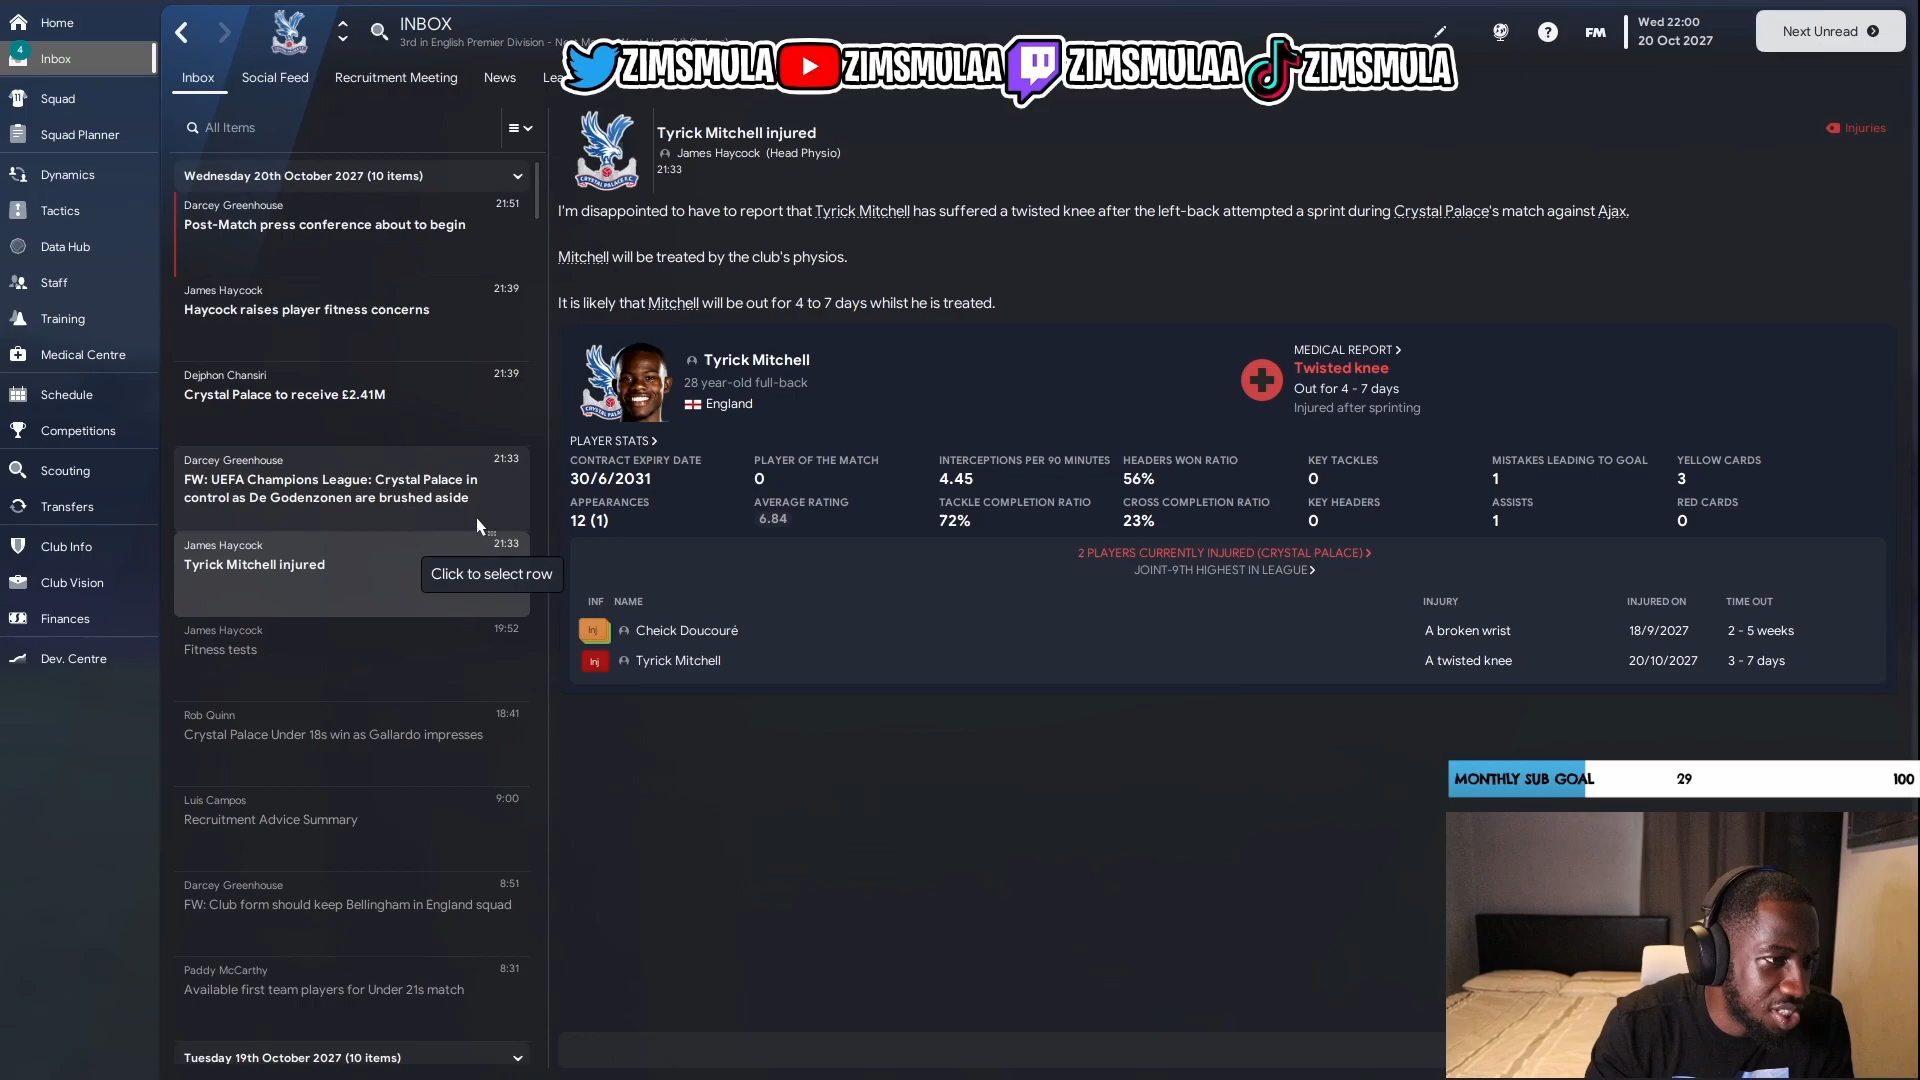 Home
4
Inbox
Squad
Squad Planner
Dynamics
Tactics
Data Hub
Staff
Training
Medical Centre
Schedule
Competitions
Scouting
Transfers
Club Info
Club Vision
Finances
Dev. Centre
INBOX
3rd in English Premier Division -
Wed 22:00
20 Oct 2027
FM
Next Unread
ZIMSMULA
ZIMSMULAA
ZIMSMULAA
ZIMSMULA
Inbox
Social Feed
Recruitment Meeting
News
All Items
Wednesday 20th October 2027 (10 items)
Darcey Greenhouse 21:51
Post-Match press conference about to begin
James Haycock 21:39
Haycock raises player fitness concerns
Dejphon Chansiri 21:39
Crystal Palace to receive £2.41M
Darcey Greenhouse 21:33
FW: UEFA Champions League: Crystal Palace in
control as De Godenzonen are brushed aside
James Haycock 21:33
Tyrick Mitchell injured
Click to select row
James Haycock 19:52
Fitness tests
Rob Quinn 18:41
Crystal Palace Under 18s win as Gallardo impresses
Luis Campos 9:00
Recruitment Advice Summary
Darcey Greenhouse 8:51
FW: Club form should keep Bellingham in England squad
Paddy McCarthy 8:31
Available first team players for Under 21s match
Tuesday 19th October 2027 (10 items)
CRYSTAL PALACE F.C.
Tyrick Mitchell injured
James Haycock (Head Physio)
21:33
Injuries
I'm disappointed to have to report that Tyrick Mitchell has suffered a twisted knee after the left-back attempted a sprint during Crystal Palace's match against Ajax.
Mitchell will be treated by the club's physios.
It is likely that Mitchell will be out for 4 to 7 days whilst he is treated.
Tyrick Mitchell
28 year-old full-back
England
MEDICAL REPORT
Twisted knee
Out for 4 - 7 days
Injured after sprinting
PLAYER STATS
CONTRACT EXPIRY DATE PLAYER OF THE MATCH INTERCEPTIONS PER 90 MINUTES HEADERS WON RATIO KEY TACKLES MISTAKES LEADING TO GOAL YELLOW CARDS
30/6/2031 0 4.45 56% 0 1 3
APPEARANCES AVERAGE RATING TACKLE COMPLETION RATIO CROSS COMPLETION RATIO KEY HEADERS ASSISTS RED CARDS
12 (1) 6.84 72% 23% 0 1 0
2 PLAYERS CURRENTLY INJURED (CRYSTAL PALACE)
JOINT-9TH HIGHEST IN LEAGUE
INF NAME INJURY INJURED ON TIME OUT
Inj Cheick Doucouré A broken wrist 18/9/2027 2 - 5 weeks
Inj Tyrick Mitchell A twisted knee 20/10/2027 3 - 7 days
MONTHLY SUB GOAL 29 100